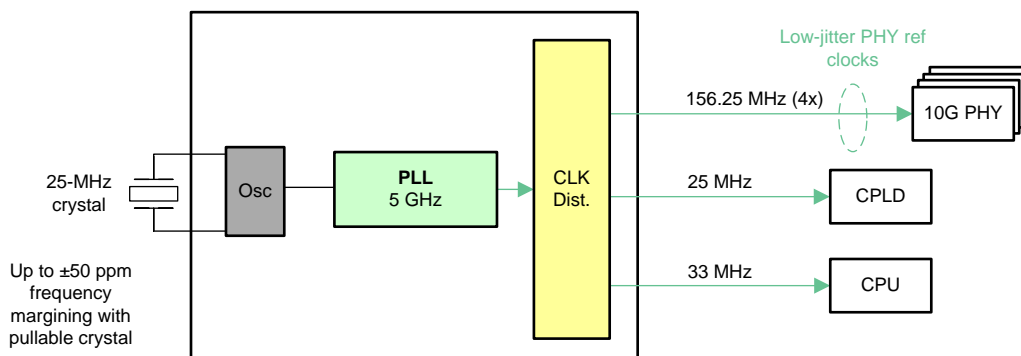 Low-jitter PHY ref
clocks
156.25 MHz (4x)
10G PHY
25-MHz
crystal
Osc
PLL
5 GHz
CLK
Dist.
25 MHz
CPLD
Up to ±50 ppm
frequency
margining with
pullable crystal
33 MHz
CPU